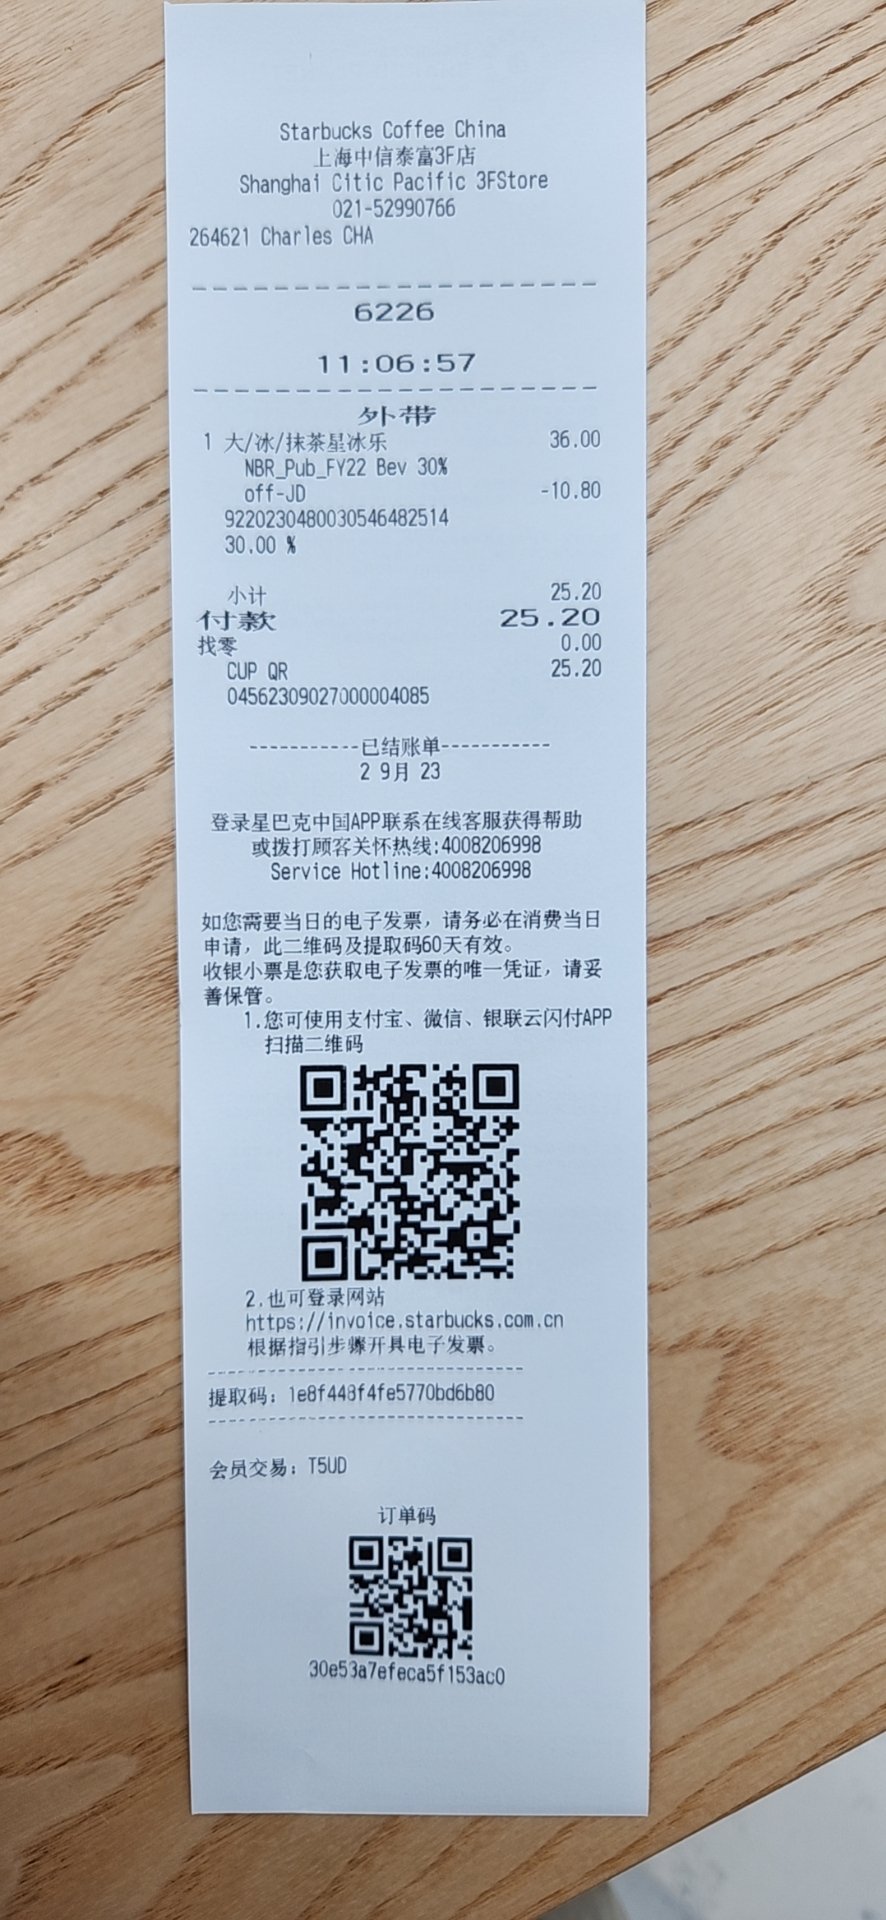 Starbucks Coffee China
上海中信泰富3F店
Shanghai Citic Pacific 3FStore
021-52990766
264621 Charles CHA
6226
11:06:57
外带
1 大/冰/抹茶星冰乐 36.00
NBR_Pub_FY22 Bev 30%
off-JD -10.80
9220230480030546482514
30.00 %
小计 25.20
付款 25.20
找零 0.00
CUP QR 25.20
04562309027000004085
-----------已结账单-----------
2 9月 23
登录星巴克中国APP联系在线客服获得帮助
或拨打顾客关怀热线:4008206998
Service Hotline:4008206998
如您需要当日的电子发票，请务必在消费当日
申请，此二维码及提取码60天有效。
收银小票是您获取电子发票的唯一凭证，请妥
善保管。
1.您可使用支付宝、微信、银联云闪付APP
扫描二维码
2.也可登录网站
https://invoice.starbucks.com.cn
根据指引步骤开具电子发票。
提取码：1e8f448f4fe5770bd6b80
会员交易：T5UD
订单码
30e53a7efeca5f153ac0